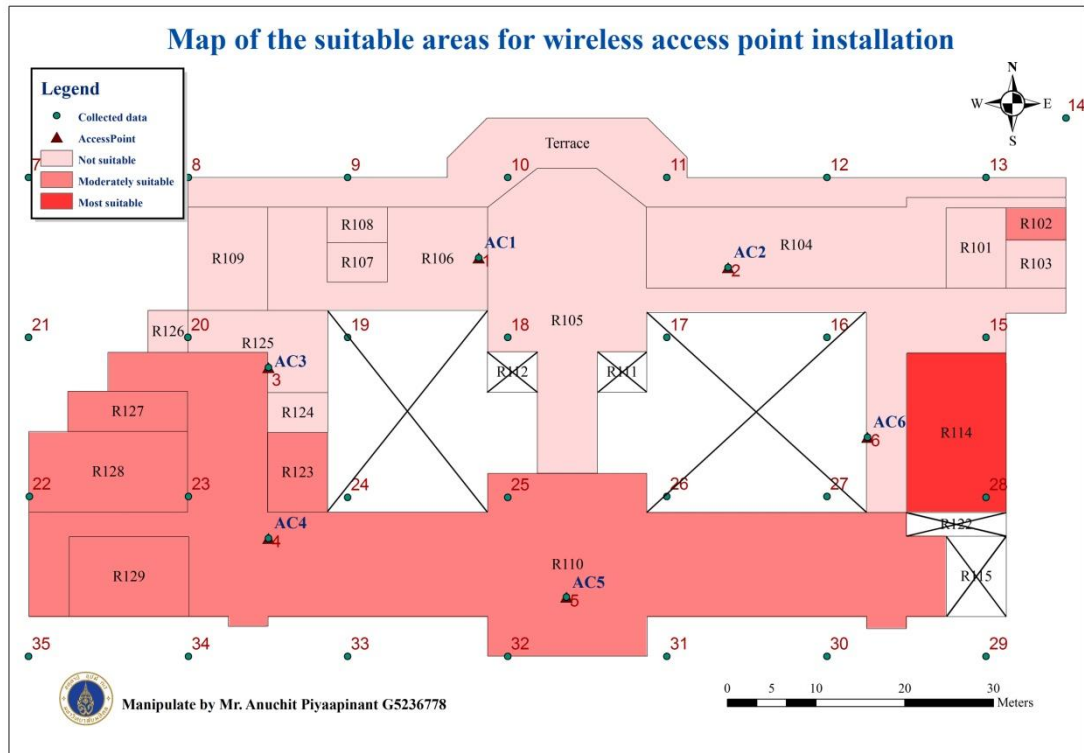 Map of the suitable areas for wireless access point installation
Legend
Collected data
AccessPoint
Not suitable
Moderately suitable
Most suitable
N
W E
S
14
Terrace
7 8 9 10 11 12 13
R108
R102
AC1
AC2
R104
R101
R109
R107
R106
1
2
R103
21
R126
20
R125
19
18
R105
17
16
15
AC3
3
R112
R111
R127
R124
AC6
6
R114
22
R128
23
R123
24
25
26
27
28
AC4
4
R122
R129
R110
AC5
5
R115
35 34 33 32 31 30 29
Manipulate by Mr. Anuchit Piyaapinant G5236778
0 5 10 20 30
Meters